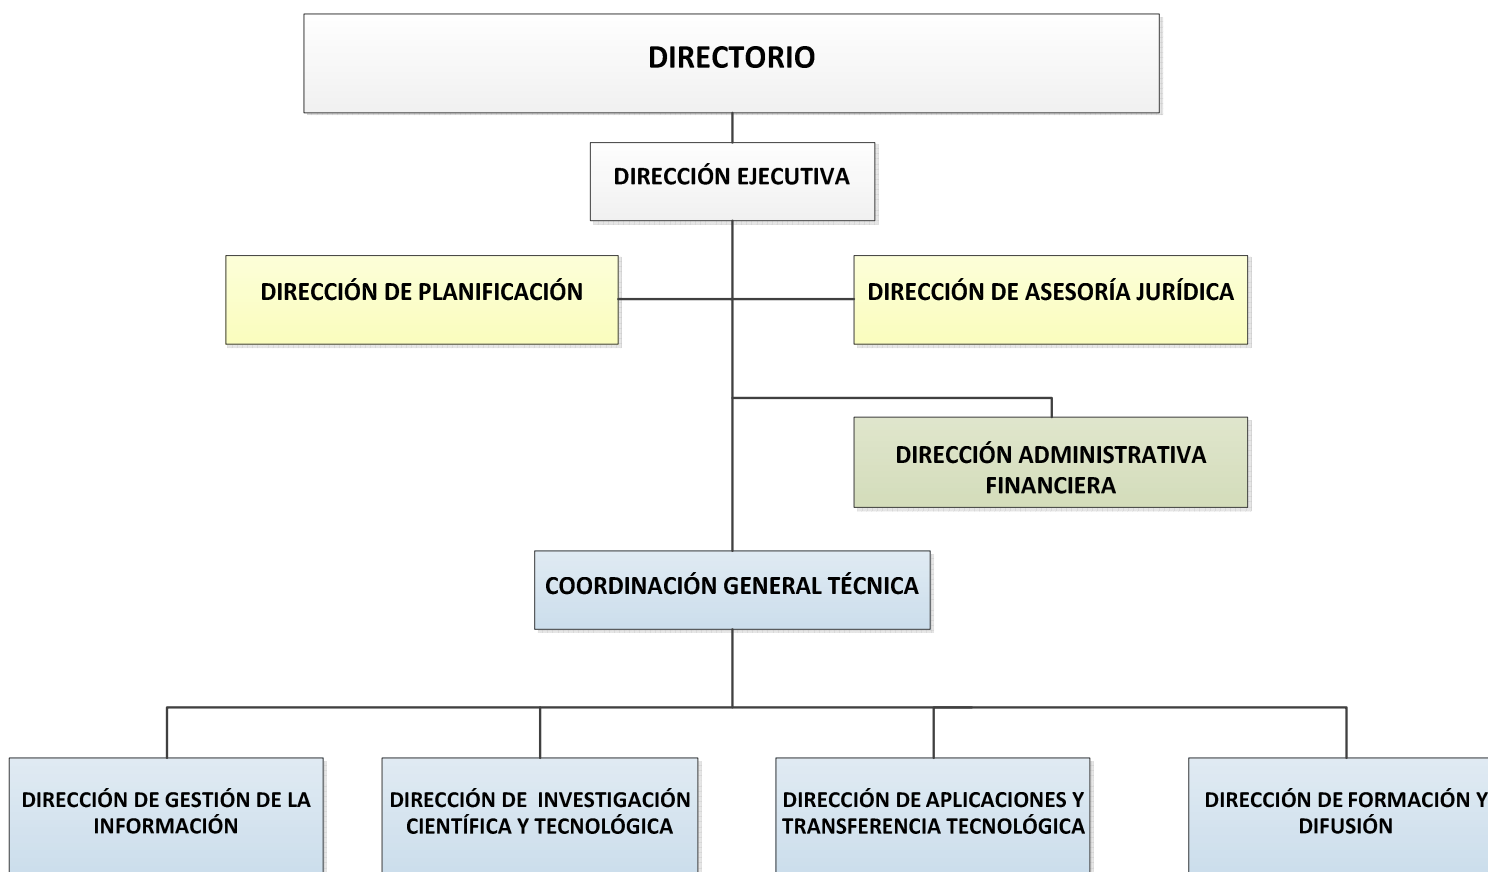 DIRECTORIO
DIRECCIÓN EJECUTIVA
DIRECCIÓN DE PLANIFICACIÓN
DIRECCIÓN DE ASESORÍA JURÍDICA
DIRECCIÓN ADMINISTRATIVA
FINANCIERA
COORDINACIÓN GENERAL TÉCNICA
DIRECCIÓN DE GESTIÓN DE LA
INFORMACIÓN
DIRECCIÓN DE INVESTIGACIÓN
CIENTÍFICA Y TECNOLÓGICA
DIRECCIÓN DE APLICACIONES Y
TRANSFERENCIA TECNOLÓGICA
DIRECCIÓN DE FORMACIÓN Y
DIFUSIÓN